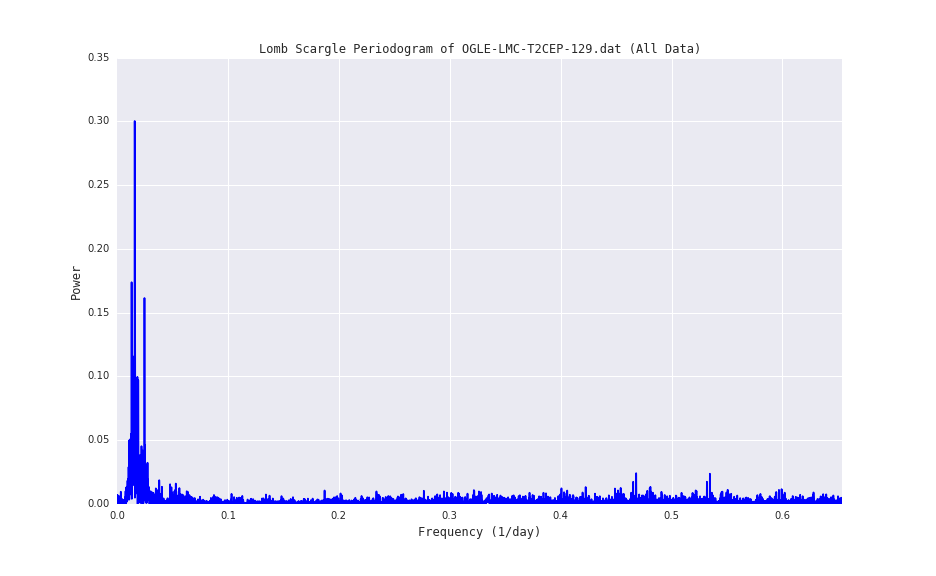 Lomb Scargle Periodogram of OGLE-LMC-T2CEP-129.dat (All Data)
0.35
0.30
0.25
0.20
0.15
0.10
0.05
0.00
Power
0.0 0.1 0.2 0.3 0.4 0.5 0.6
Frequency (1/day)